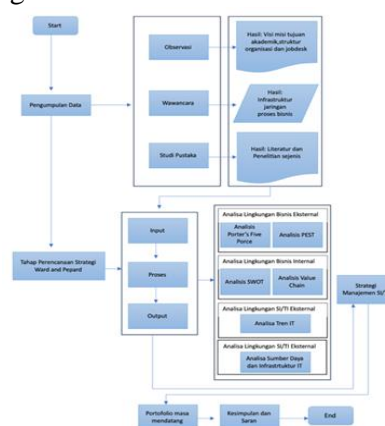 Start
Pengumpulan Data
Observasi
Wawancara
Studi Pustaka
Hasil: Visi misi tujuan
akademik,struktur
organisasi dan jobdesk
Hasil:
Infrastruktur
jaringan
proses bisnis
Hasil: Literatur dan
Penelitian sejenis
Tahap Perencanaan Strategi
Ward and Pepard
Input
Proses
Output
Analisa Lingkungan Bisnis Eksternal
Analisis
Porter's Five
Force
Analisis PEST
Analisa Lingkungan Bisnis Internal
Analisis SWOT
Analisis Value
Chain
Analisa Lingkungan SI/TI Eksternal
Analisa Tren IT
Analisa Lingkungan SI/TI Eksternal
Analisa Sumber Daya
dan Infrastrtuktur IT
Strategi
Manajemen SI/
Portofolio masa
mendatang
Kesimpulan dan
Saran
End